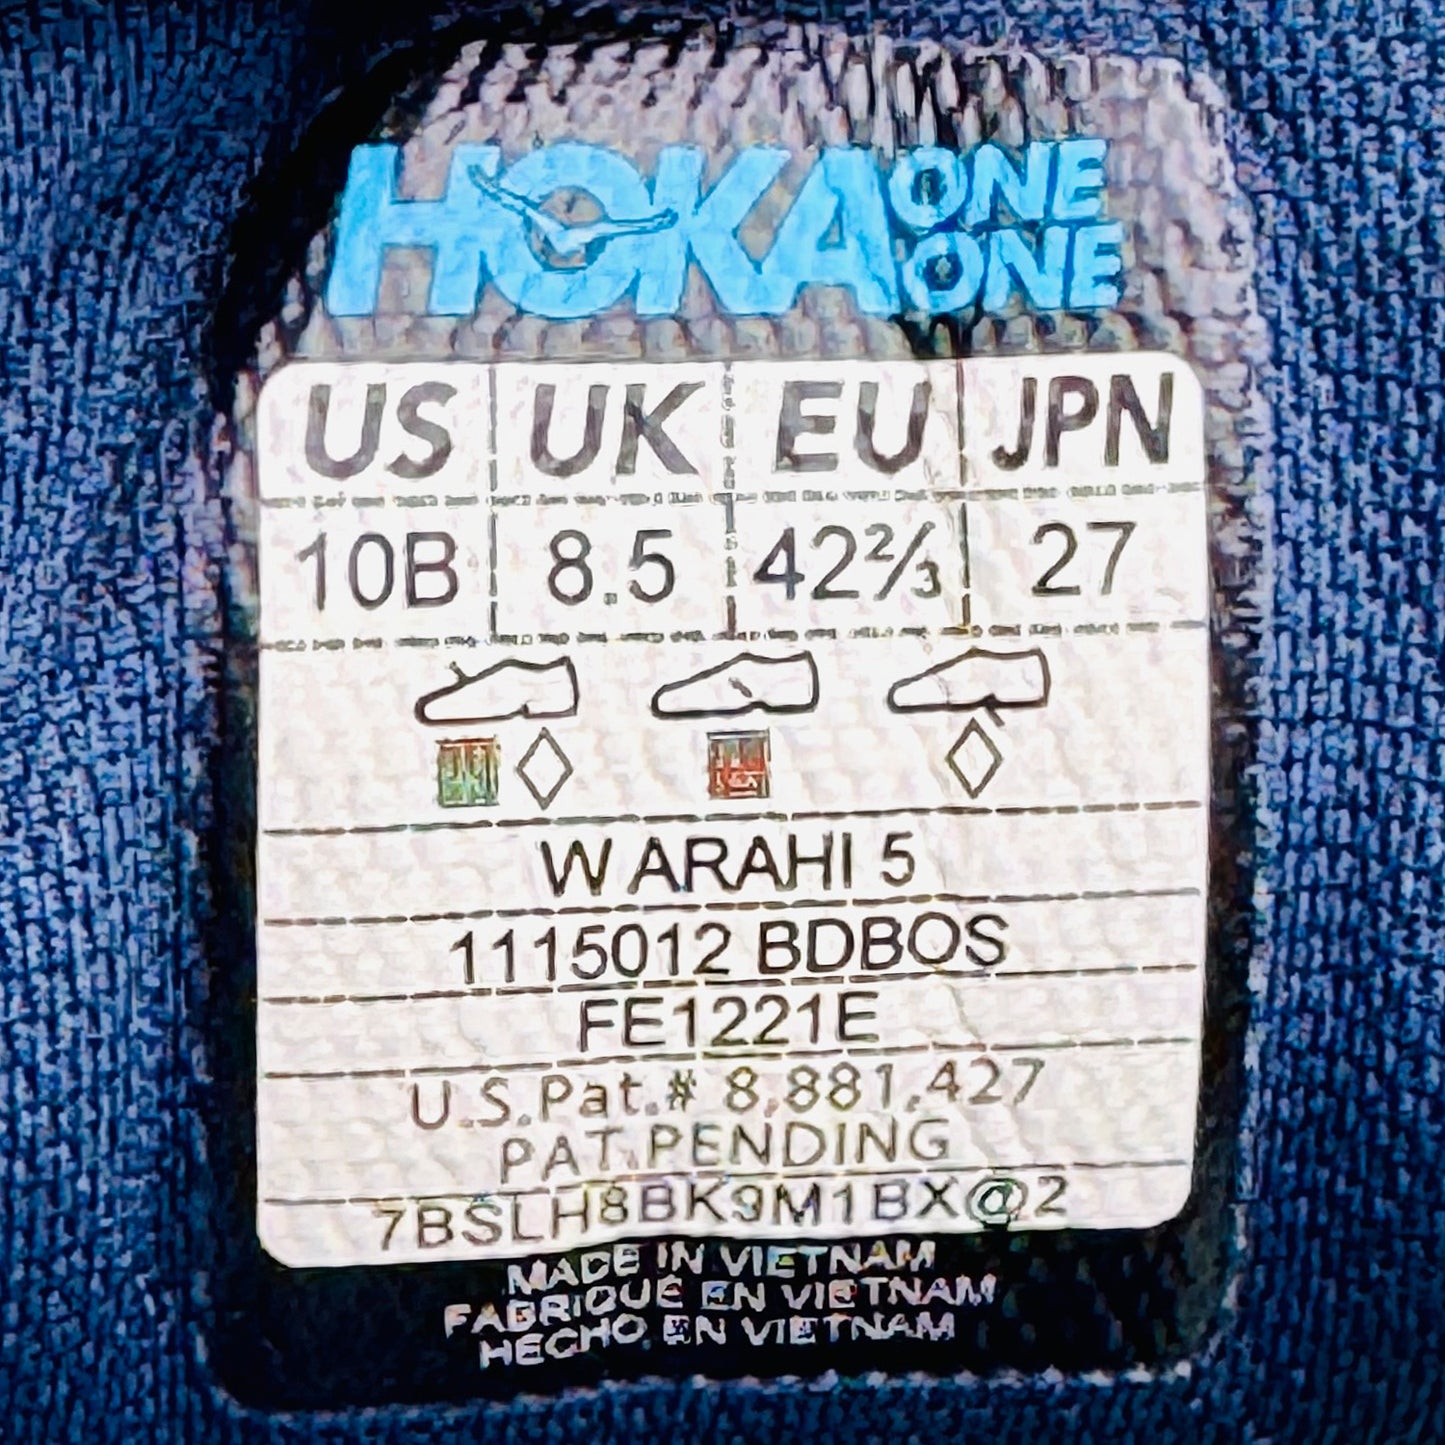 HOKA ONE ONE
US UK EU JPN
10B 8.5 42⅔ 27
W ARAHI 5
1115012 BDBOS
FE1221E
U.S.Pat.# 8,881,427
PAT.PENDING
7BSLH8BK9M1BX@2
MADE IN VIETNAM
FABRIQUÉ EN VIETNAM
HECHO EN VIETNAM